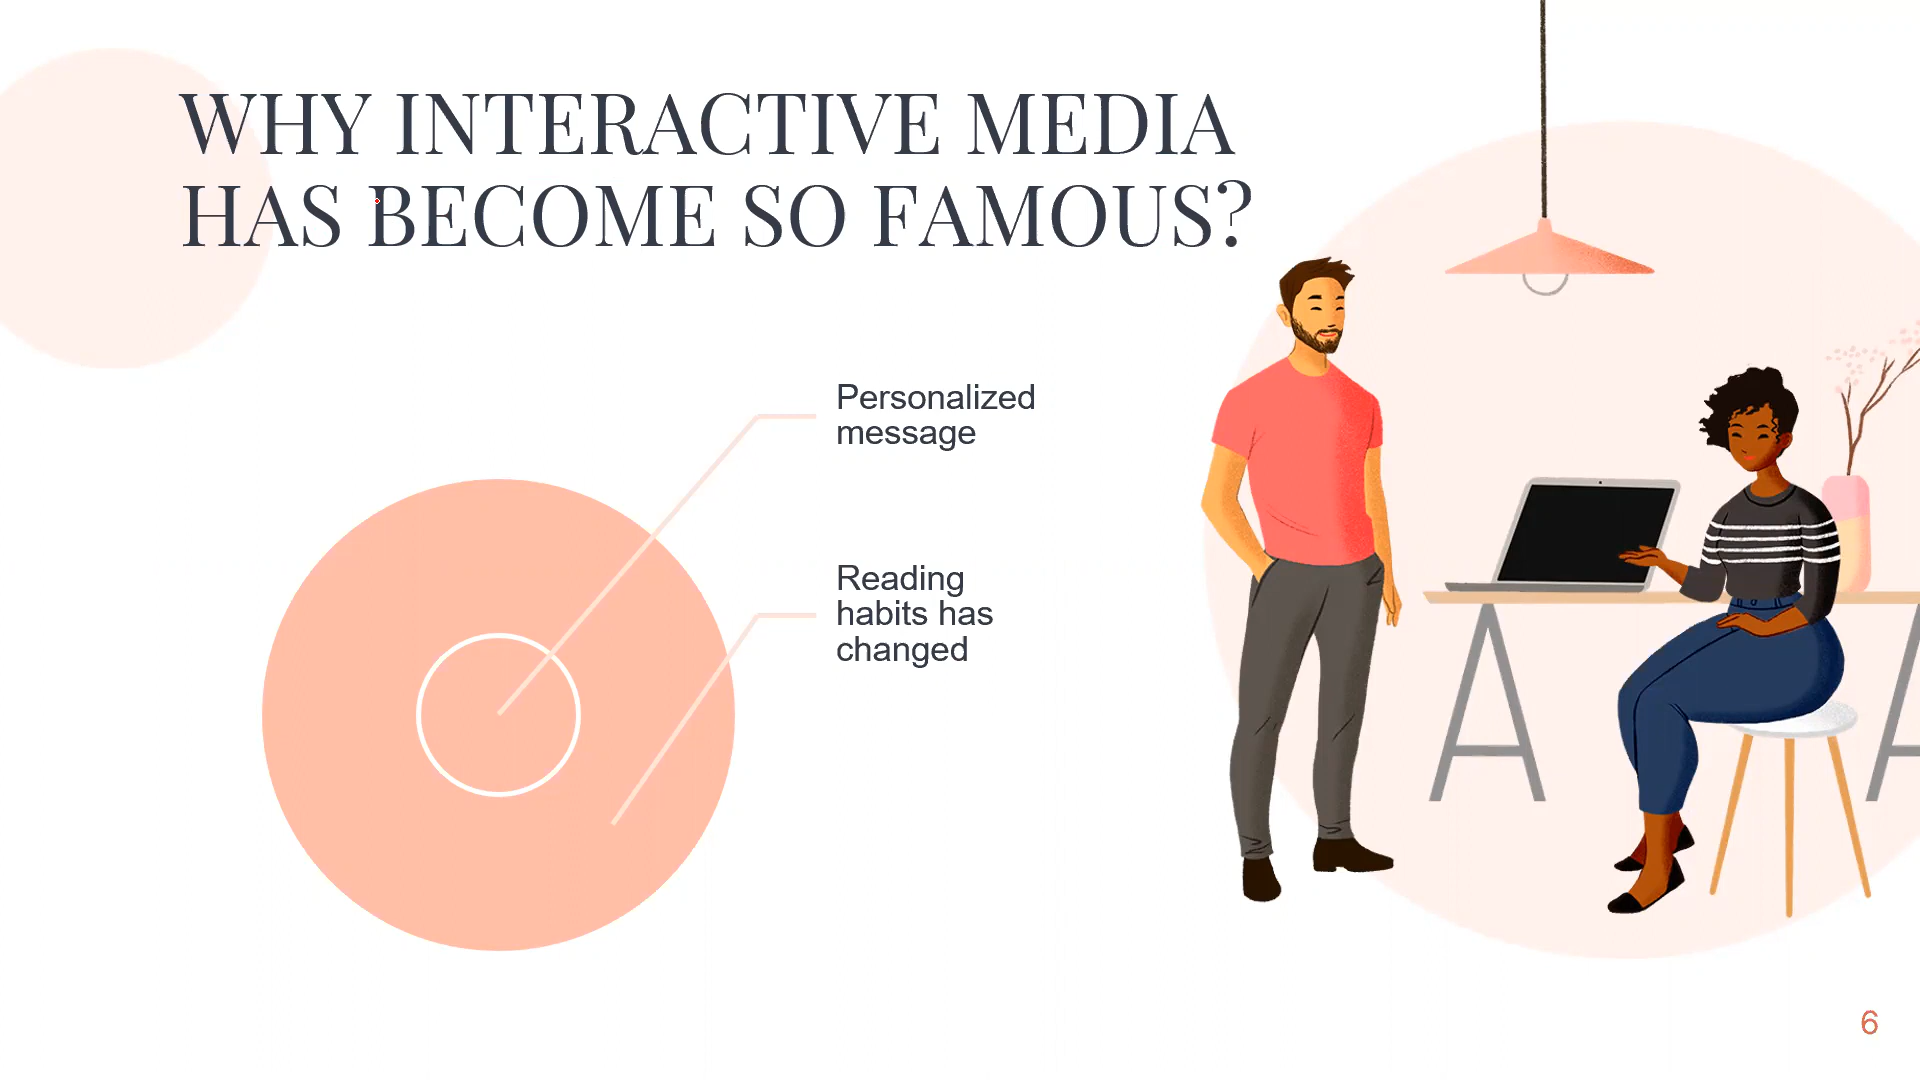 WHY INTERACTIVE MEDIA
HAS BECOME SO FAMOUS?
Personalized
message
Reading
habits has
changed
6